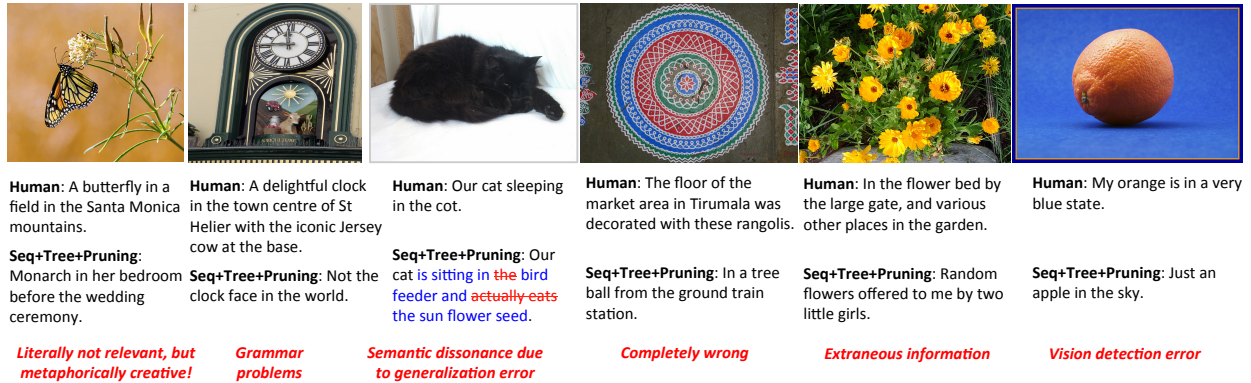 Human: A butterfly in a
field in the Santa Monica
mountains.
Seq+Tree+Pruning:
Monarch in her bedroom
before the wedding
ceremony.
Literally not relevant, but
metaphorically creative!
Human: A delightful clock
in the town centre of St
Helier with the iconic Jersey
cow at the base.
Seq+Tree+Pruning: Not the
clock face in the world.
Grammar
problems
Human: Our cat sleeping
in the cot.
Seq+Tree+Pruning: Our
cat is sitting in the bird
feeder and actually eats
the sun flower seed.
Semantic dissonance due
to generalization error
Human: The floor of the
market area in Tirumala was
decorated with these rangolis.
Seq+Tree+Pruning: In a tree
ball from the ground train
station.
Completely wrong
Human: In the flower bed by
the large gate, and various
other places in the garden.
Seq+Tree+Pruning: Random
flowers offered to me by two
little girls.
Extraneous information
Human: My orange is in a very
blue state.
Seq+Tree+Pruning: Just an
apple in the sky.
Vision detection error